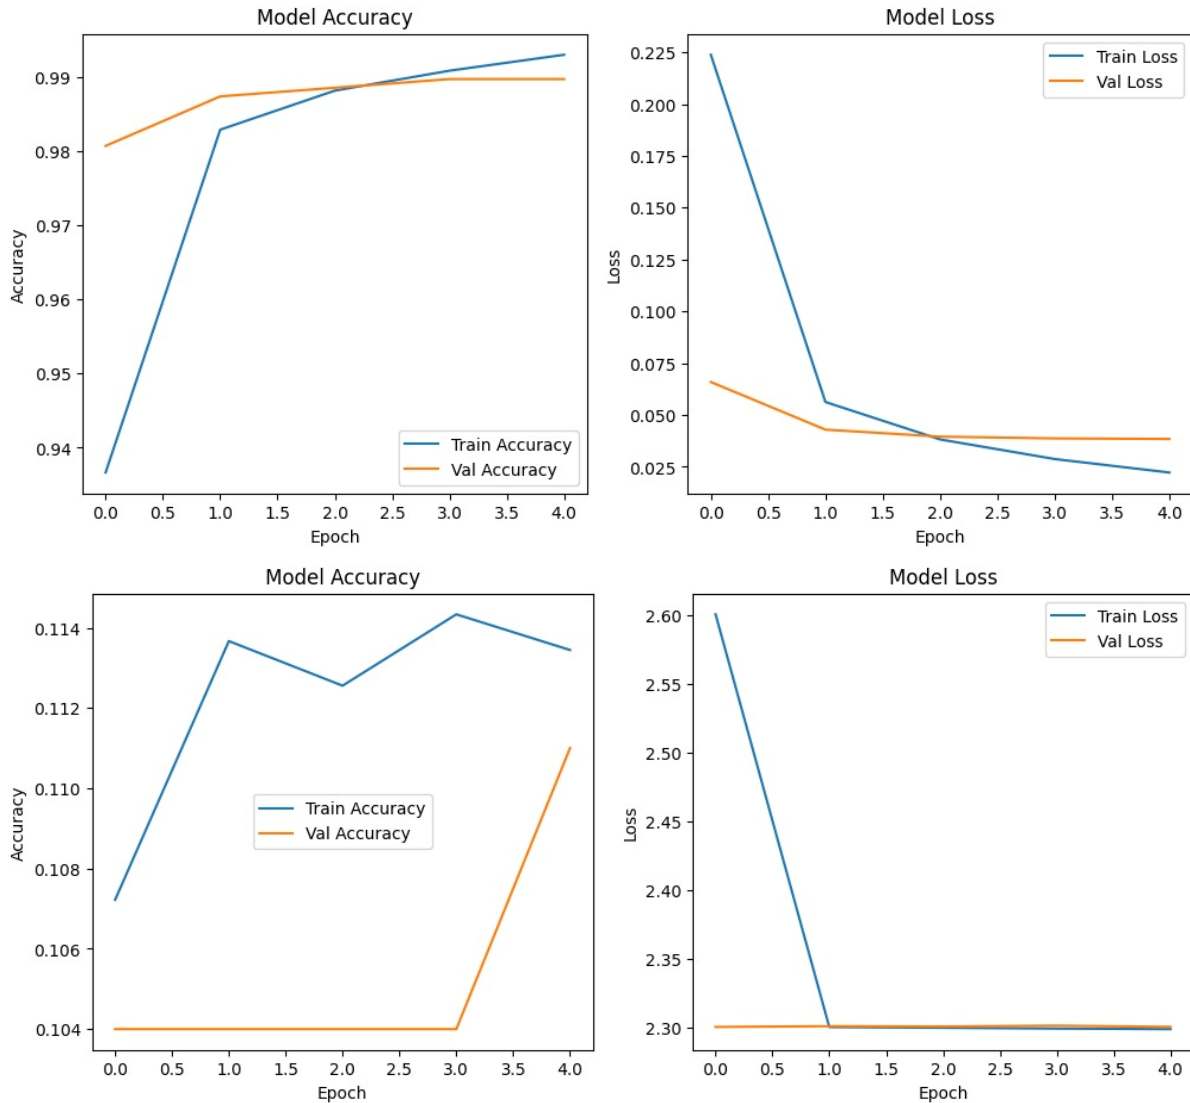 Model Accuracy
0.99
0.98
0.97
0.96
0.95
0.94
Accuracy
Train Accuracy
Val Accuracy
0.0 0.5 1.0 1.5 2.0 2.5 3.0 3.5 4.0
Epoch
Model Loss
0.225
0.200
0.175
0.150
0.125
0.100
0.075
0.050
0.025
Loss
Train Loss
Val Loss
0.0 0.5 1.0 1.5 2.0 2.5 3.0 3.5 4.0
Epoch
Model Accuracy
0.114
0.112
0.110
0.108
0.106
0.104
Accuracy
Train Accuracy
Val Accuracy
0.0 0.5 1.0 1.5 2.0 2.5 3.0 3.5 4.0
Epoch
Model Loss
2.60
2.55
2.50
2.45
2.40
2.35
2.30
Loss
Train Loss
Val Loss
0.0 0.5 1.0 1.5 2.0 2.5 3.0 3.5 4.0
Epoch